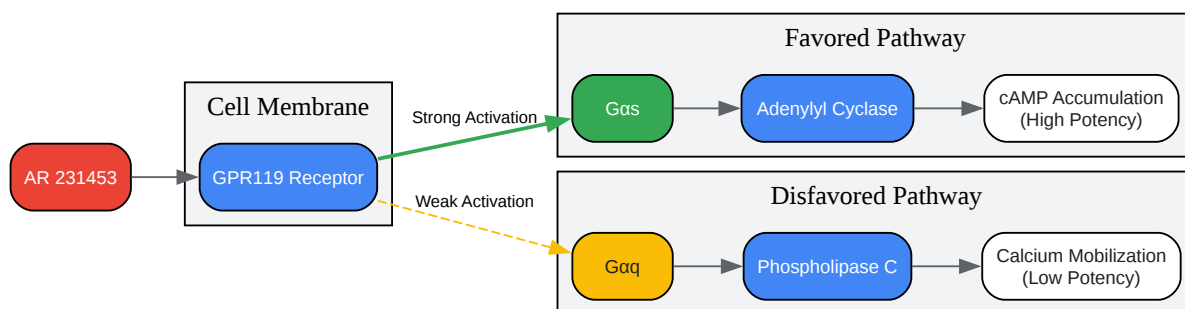 Favored Pathway
Cell Membrane
Strong Activation
Gαs
Adenylyl Cyclase
cAMP Accumulation
(High Potency)
AR 231453
GPR119 Receptor
Weak Activation
Disfavored Pathway
Gαq
Phospholipase C
Calcium Mobilization
(Low Potency)